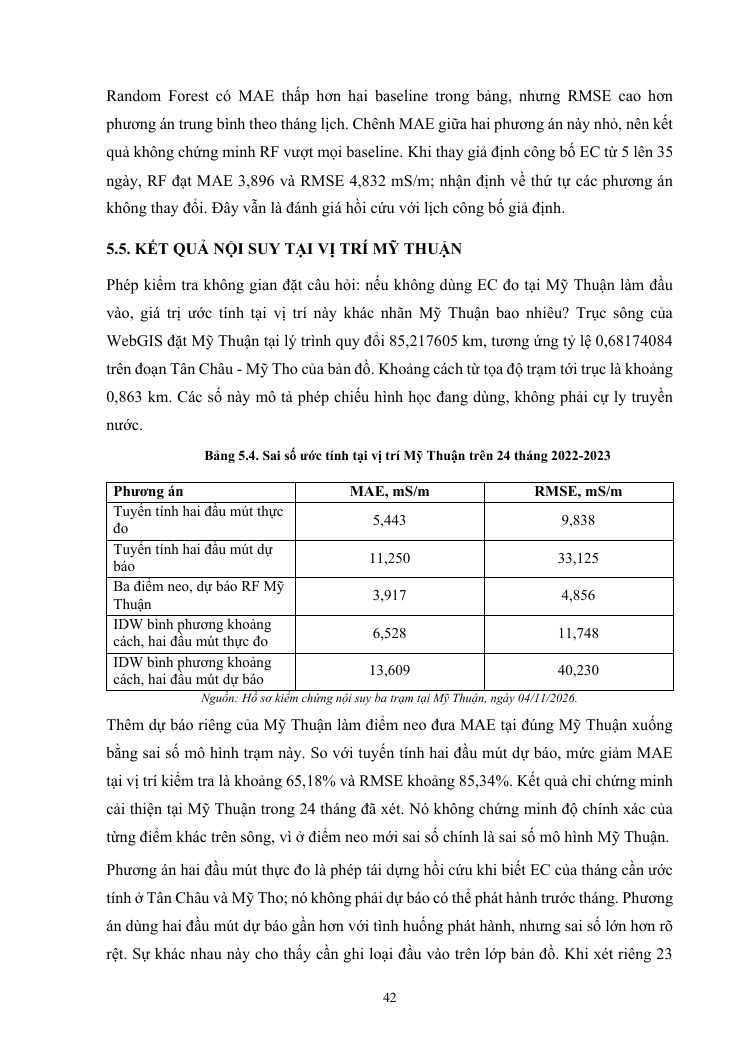 Random Forest có MAE thấp hơn hai baseline trong bảng, nhưng RMSE cao hơn
phương án trung bình theo tháng lịch. Chênh MAE giữa hai phương án này nhỏ, nên kết
quả không chứng minh RF vượt mọi baseline. Khi thay giả định công bố EC từ 5 lên 35
ngày, RF đạt MAE 3,896 và RMSE 4,832 mS/m; nhận định về thứ tự các phương án
không thay đổi. Đây vẫn là đánh giá hồi cứu với lịch công bố giả định.
5.5. KẾT QUẢ NỘI SUY TẠI VỊ TRÍ MỸ THUẬN
Phép kiểm tra không gian đặt câu hỏi: nếu không dùng EC đo tại Mỹ Thuận làm đầu
vào, giá trị ước tính tại vị trí này khác nhãn Mỹ Thuận bao nhiêu? Trục sông của
WebGIS đặt Mỹ Thuận tại lý trình quy đổi 85,217605 km, tương ứng tỷ lệ 0,68174084
trên đoạn Tân Châu - Mỹ Tho của bản đồ. Khoảng cách từ tọa độ trạm tới trục là khoảng
0,863 km. Các số này mô tả phép chiếu hình học đang dùng, không phải cự ly truyền
nước.
Bảng 5.4. Sai số ước tính tại vị trí Mỹ Thuận trên 24 tháng 2022-2023
Phương án MAE, mS/m RMSE, mS/m
Tuyến tính hai đầu mút thực
đo 5,443 9,838
Tuyến tính hai đầu mút dự
báo 11,250 33,125
Ba điểm neo, dự báo RF Mỹ
Thuận 3,917 4,856
IDW bình phương khoảng
cách, hai đầu mút thực đo 6,528 11,748
IDW bình phương khoảng
cách, hai đầu mút dự báo 13,609 40,230
Nguồn: Hồ sơ kiểm chứng nội suy ba trạm tại Mỹ Thuận, ngày 04/11/2026.
Thêm dự báo riêng của Mỹ Thuận làm điểm neo đưa MAE tại đúng Mỹ Thuận xuống
bằng sai số mô hình trạm này. So với tuyến tính hai đầu mút dự báo, mức giảm MAE
tại vị trí kiểm tra là khoảng 65,18% và RMSE khoảng 85,34%. Kết quả chỉ chứng minh
cải thiện tại Mỹ Thuận trong 24 tháng đã xét. Nó không chứng minh độ chính xác của
từng điểm khác trên sông, vì ở điểm neo mới sai số chính là sai số mô hình Mỹ Thuận.
Phương án hai đầu mút thực đo là phép tái dựng hồi cứu khi biết EC của tháng cần ước
tính ở Tân Châu và Mỹ Tho; nó không phải dự báo có thể phát hành trước tháng. Phương
án dùng hai đầu mút dự báo gần hơn với tình huống phát hành, nhưng sai số lớn hơn rõ
rệt. Sự khác nhau này cho thấy cần ghi loại đầu vào trên lớp bản đồ. Khi xét riêng 23
42